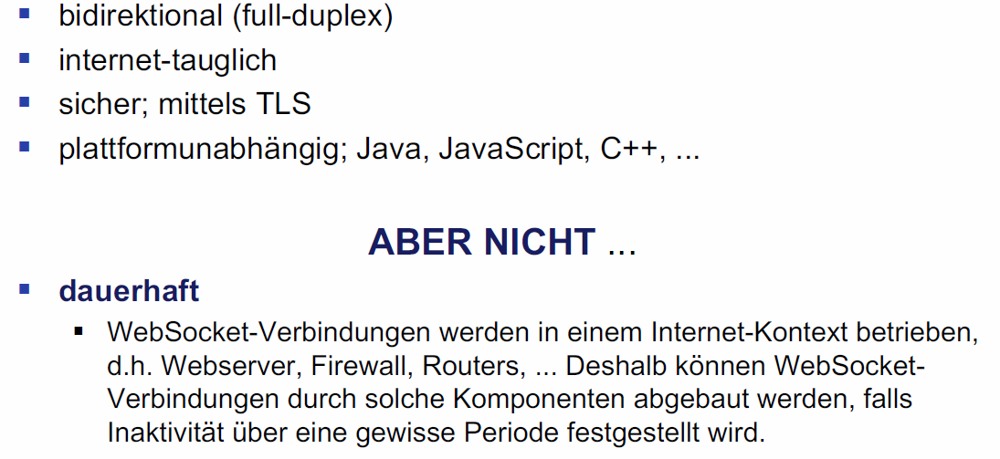 bidirektional (full-duplex)
internet-tauglich
sicher; mittels TLS
plattformunabhängig; Java, JavaScript, C++, ...
ABER NICHT ...
dauerhaft
WebSocket-Verbindungen werden in einem Internet-Kontext betrieben,
d.h. Webserver, Firewall, Routers, ... Deshalb können WebSocket-
Verbindungen durch solche Komponenten abgebaut werden, falls
Inaktivität über eine gewisse Periode festgestellt wird.